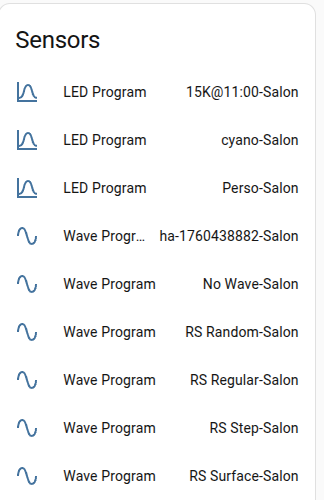 Sensors
LED Program 15K@11:00-Salon
LED Program cyano-Salon
LED Program Perso-Salon
Wave Progr... ha-1760438882-Salon
Wave Program No Wave-Salon
Wave Program RS Random-Salon
Wave Program RS Regular-Salon
Wave Program RS Step-Salon
Wave Program RS Surface-Salon